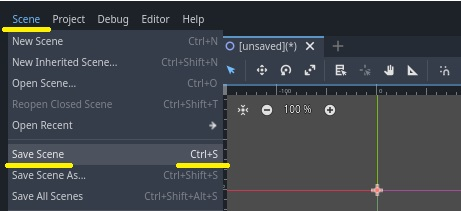 Scene Project Debug Editor Help
New Scene Ctrl+N
New Inherited Scene... Ctrl+Shift+N
Open Scene... Ctrl+O
Reopen Closed Scene Ctrl+Shift+T
Open Recent
Save Scene Ctrl+S
Save Scene As... Ctrl+Shift+S
Save All Scenes Ctrl+Shift+Alt+S
[unsaved](*)
-100 0
100 %